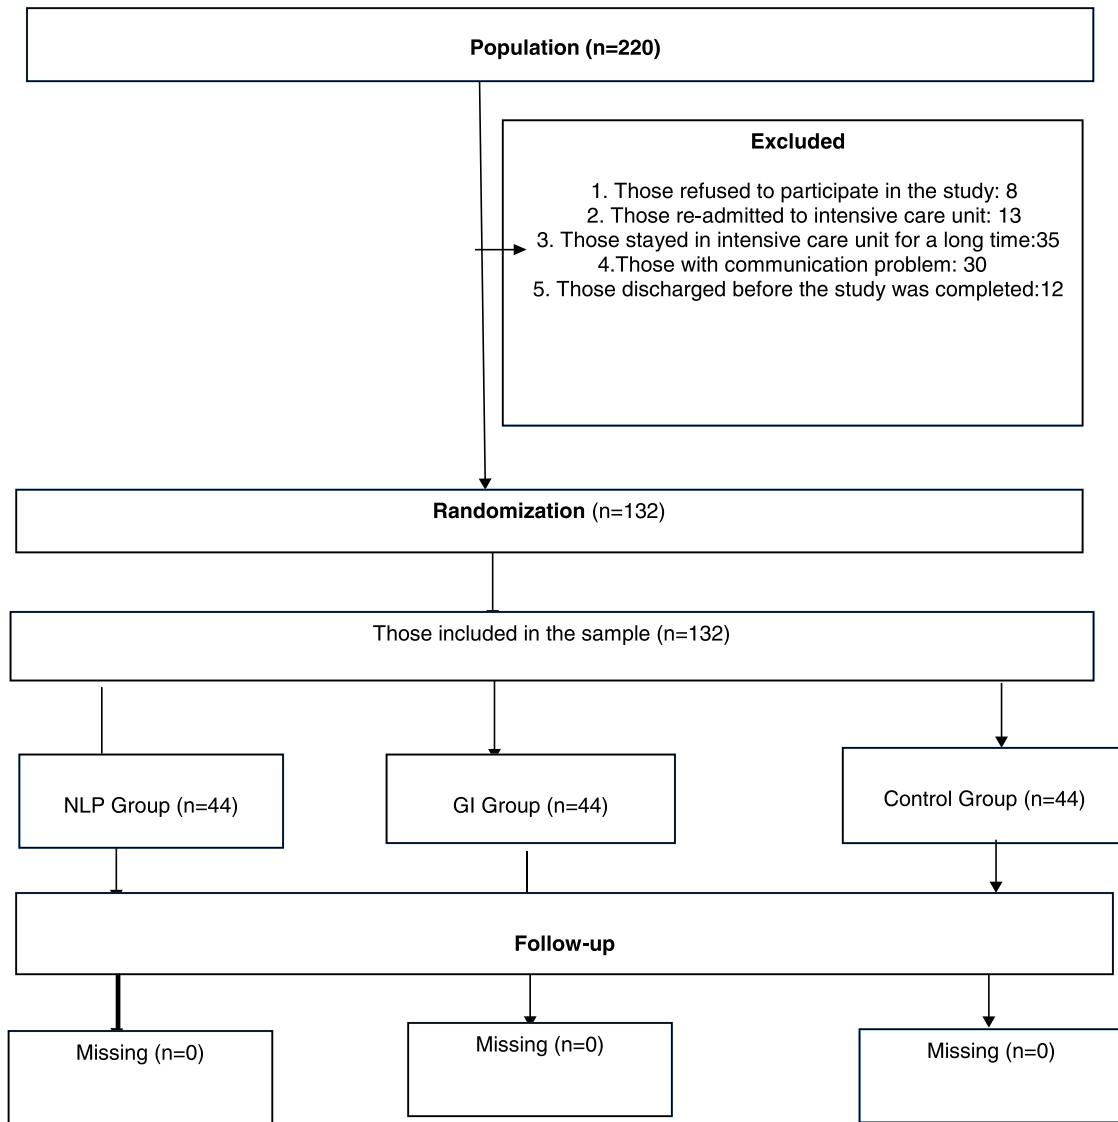 Population (n=220)
Excluded
1. Those refused to participate in the study: 8
2. Those re-admitted to intensive care unit: 13
3. Those stayed in intensive care unit for a long time:35
4.Those with communication problem: 30
5. Those discharged before the study was completed:12
Randomization (n=132)
Those included in the sample (n=132)
NLP Group (n=44)
GI Group (n=44)
Control Group (n=44)
Follow-up
Missing (n=0)
Missing (n=0)
Missing (n=0)